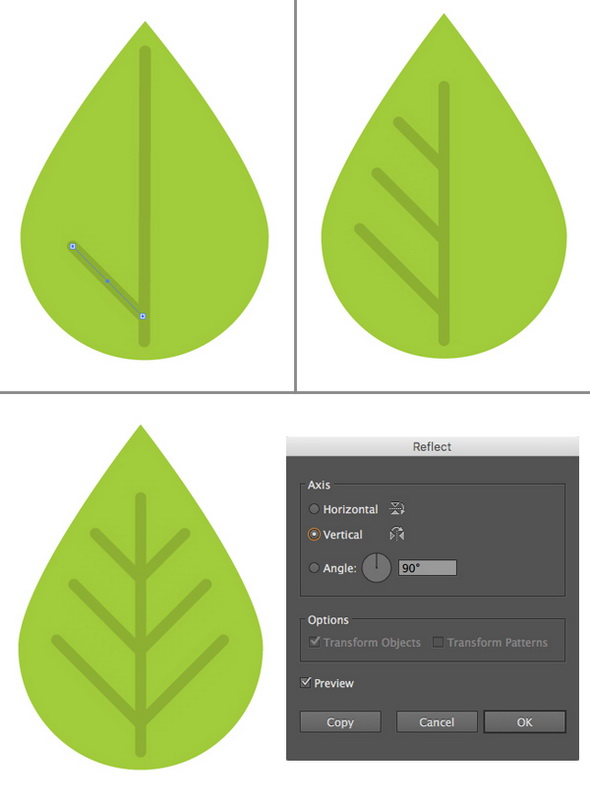 Reflect
Axis
Horizontal
Vertical
Angle: 90°
Options
Transform Objects Transform Patterns
Preview
Copy Cancel OK